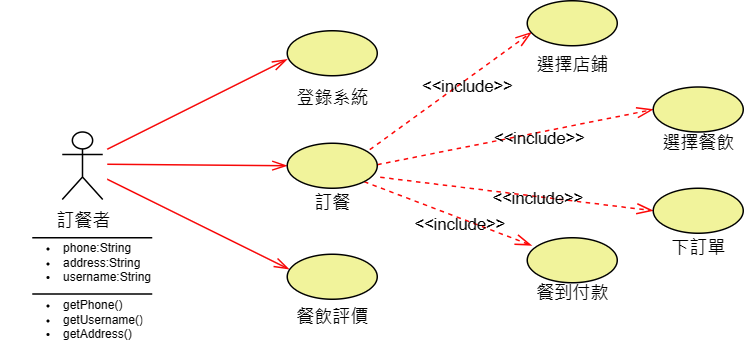 選擇店鋪
<<include>>
登錄系統
選擇餐飲
<<include>>
訂餐
<<include>>
訂餐者
<<include>>
下訂單
phone:String
address:String
username:String
餐到付款
getPhone()
getUsername()
getAddress()
餐飲評價